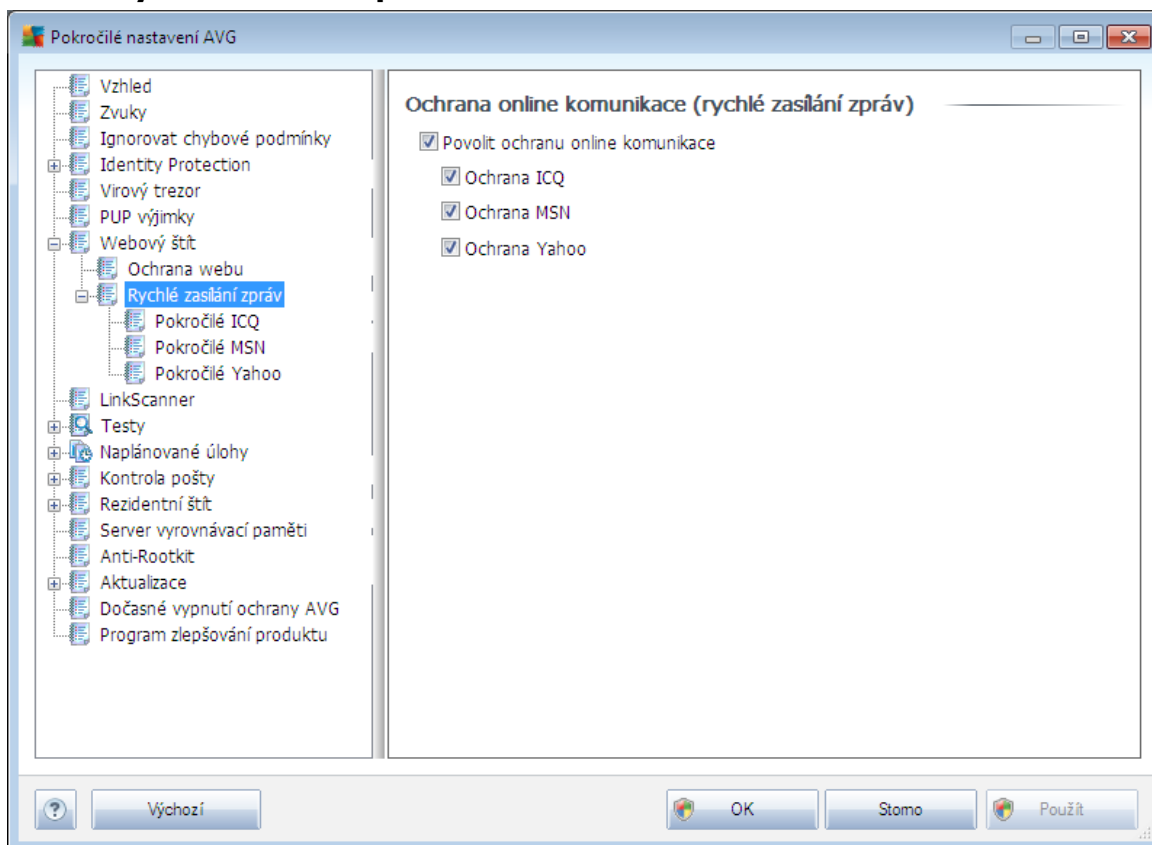 Pokročilé nastavení AVG
Vzhled
Zvuky
Ignorovat chybové podmínky
Identity Protection
Virový trezor
PUP výjimky
Webový štít
Ochrana webu
Rychlé zasílání zpráv
Pokročilé ICQ
Pokročilé MSN
Pokročilé Yahoo
LinkScanner
Testy
Naplánované úlohy
Kontrola pošty
Rezidentní štít
Server vyrovnávací paměti
Anti-Rootkit
Aktualizace
Dočasné vypnutí ochrany AVG
Program zlepšování produktu
Ochrana online komunikace (rychlé zasílání zpráv)
Povolit ochranu online komunikace
Ochrana ICQ
Ochrana MSN
Ochrana Yahoo
?
Výchozí
OK
Storno
Použít